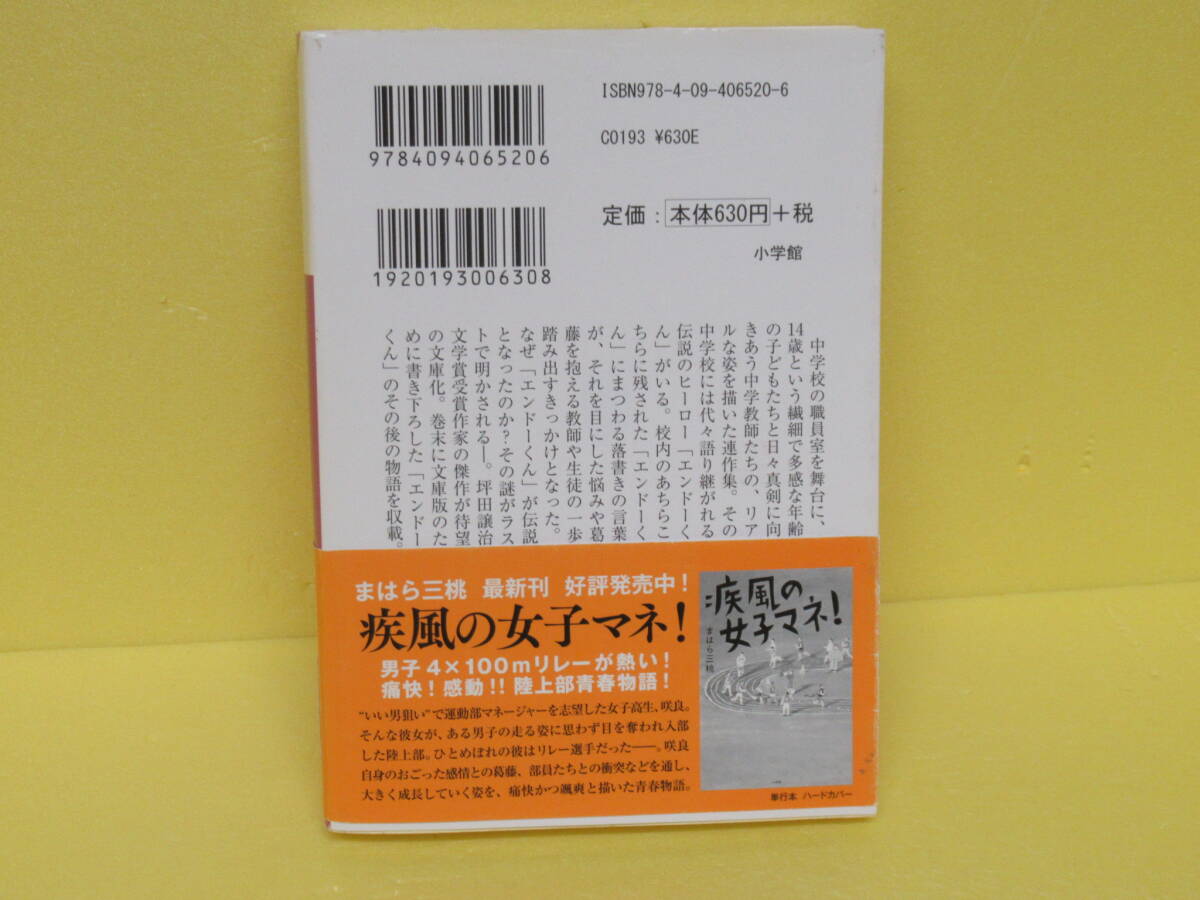 ISBN978-4-09-406520-6
9784094065206
C0193 ¥630E
定価：本体630円＋税
1920193006308
小学館
中学校の職員室を舞台に、
14歳という繊細で多感な年齢
の子どもたちと日々真剣に向
きあう中学教師たちの、リア
ルな姿を描いた連作集。その
中学校には代々語り継がれる
伝説のヒーロー「エンドーく
ん」がいる。校内のあちらこ
ちらに残された「エンドーく
ん」にまつわる落書きの言葉
が、それを目にした悩みや葛
藤を抱える教師や生徒の一歩
踏み出すきっかけとなった。
なぜ「エンドーくん」が伝説
となったのか？その謎がラス
トで明かされる―。坪田譲治
文学賞受賞作家の傑作が待望
の文庫化。巻末に文庫版のた
めに書き下ろした「エンドー
くん」のその後の物語を収載。
まはら三桃 最新刊 好評発売中！
疾風の女子マネ！
男子4×100mリレーが熱い！
痛快！感動!!陸上部青春物語！
“いい男狙い”で運動部マネージャーを志望した女子高生、咲良。
そんな彼女が、ある男子の走る姿に思わず目を奪われ入部
した陸上部。ひとめぼれの彼はリレー選手だった――。咲良
自身のおごった感情との葛藤、部員たちとの衝突などを通し、
大きく成長していく姿を、痛快かつ颯爽と描いた青春物語。
疾風の
女子マネ！
まはら三桃
単行本 ハードカバー